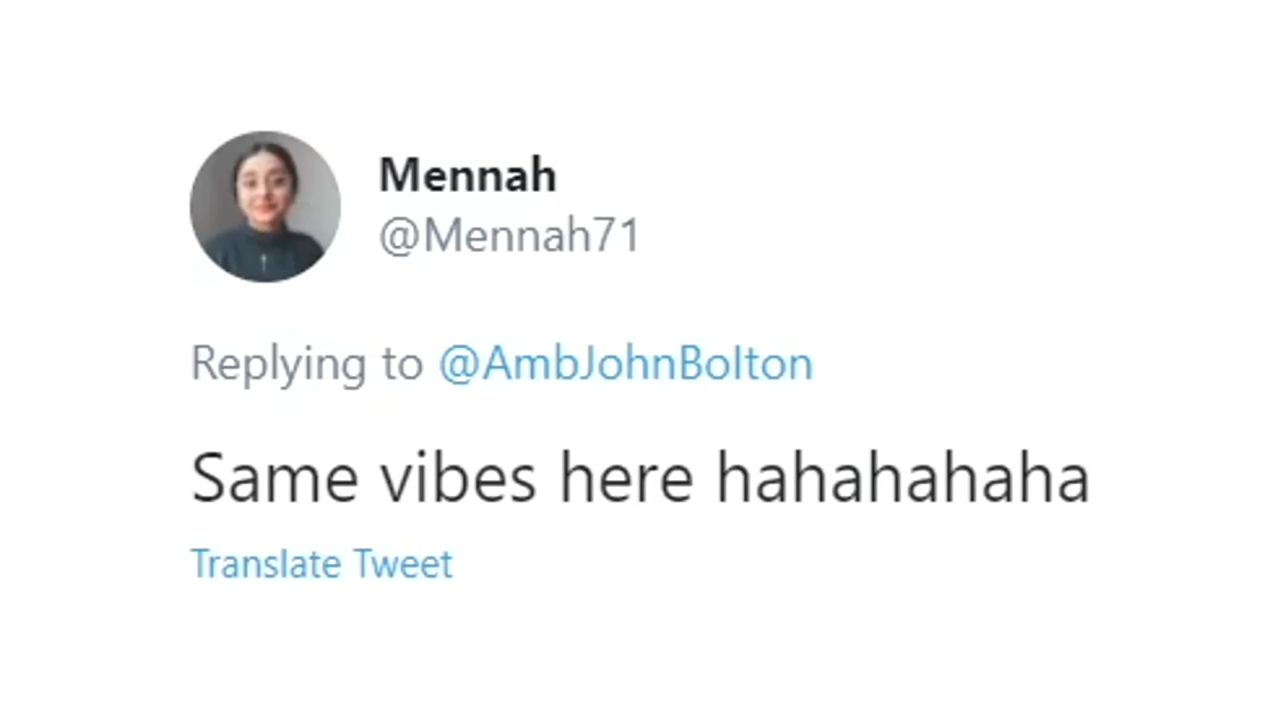 Mennah
@Mennah71
Replying to @AmbJohnBolton
Same vibes here hahahahaha
Translate Tweet